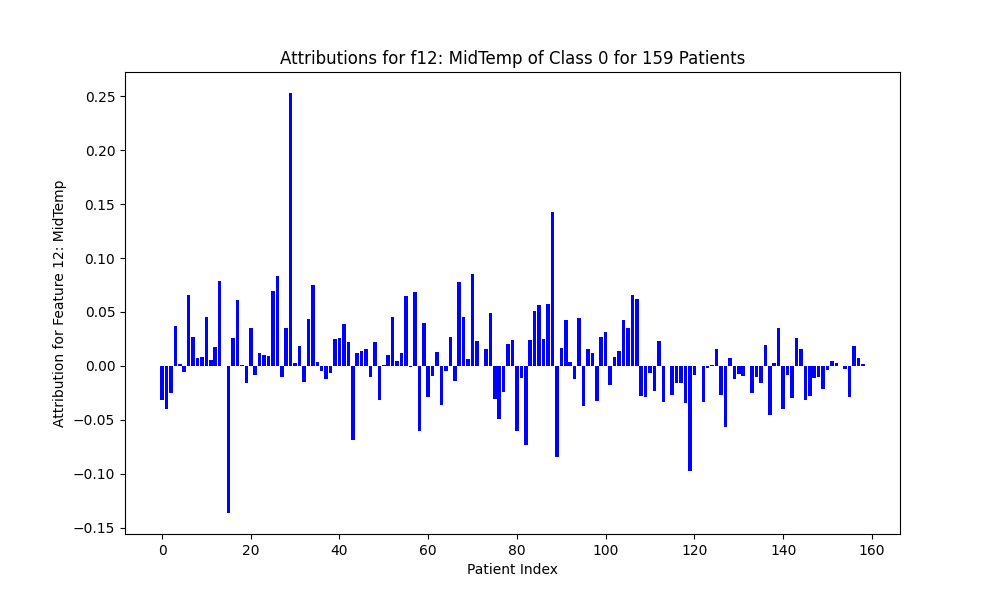 Attributions for f12: MidTemp of Class 0 for 159 Patients
Attribution for Feature 12: MidTemp
0.25
0.20
0.15
0.10
0.05
0.00
−0.05
−0.10
−0.15
0 20 40 60 80 100 120 140 160
Patient Index